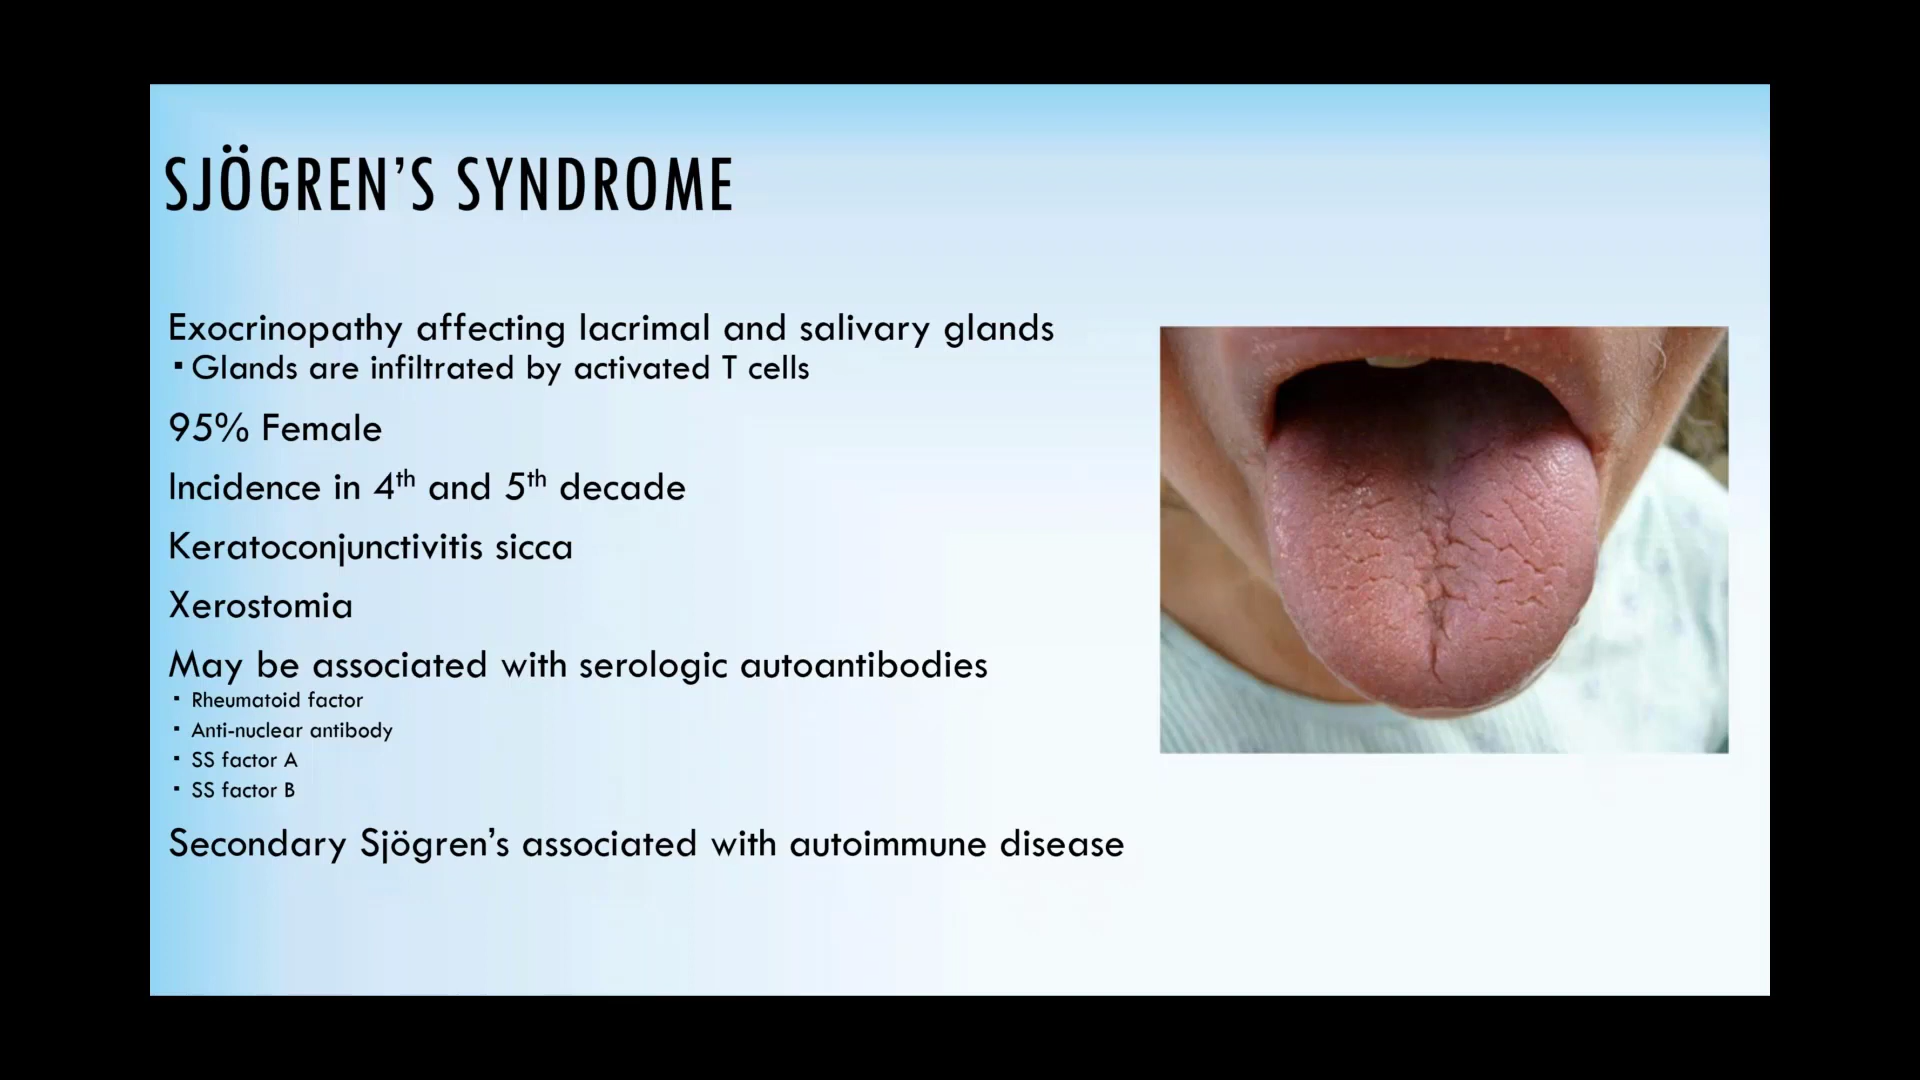 SJÖGREN’S SYNDROME
Exocrinopathy affecting lacrimal and salivary glands
▪ Glands are infiltrated by activated T cells
95% Female
Incidence in 4th and 5th decade
Keratoconjunctivitis sicca
Xerostomia
May be associated with serologic autoantibodies
▪ Rheumatoid factor
▪ Anti-nuclear antibody
▪ SS factor A
▪ SS factor B
Secondary Sjögren’s associated with autoimmune disease